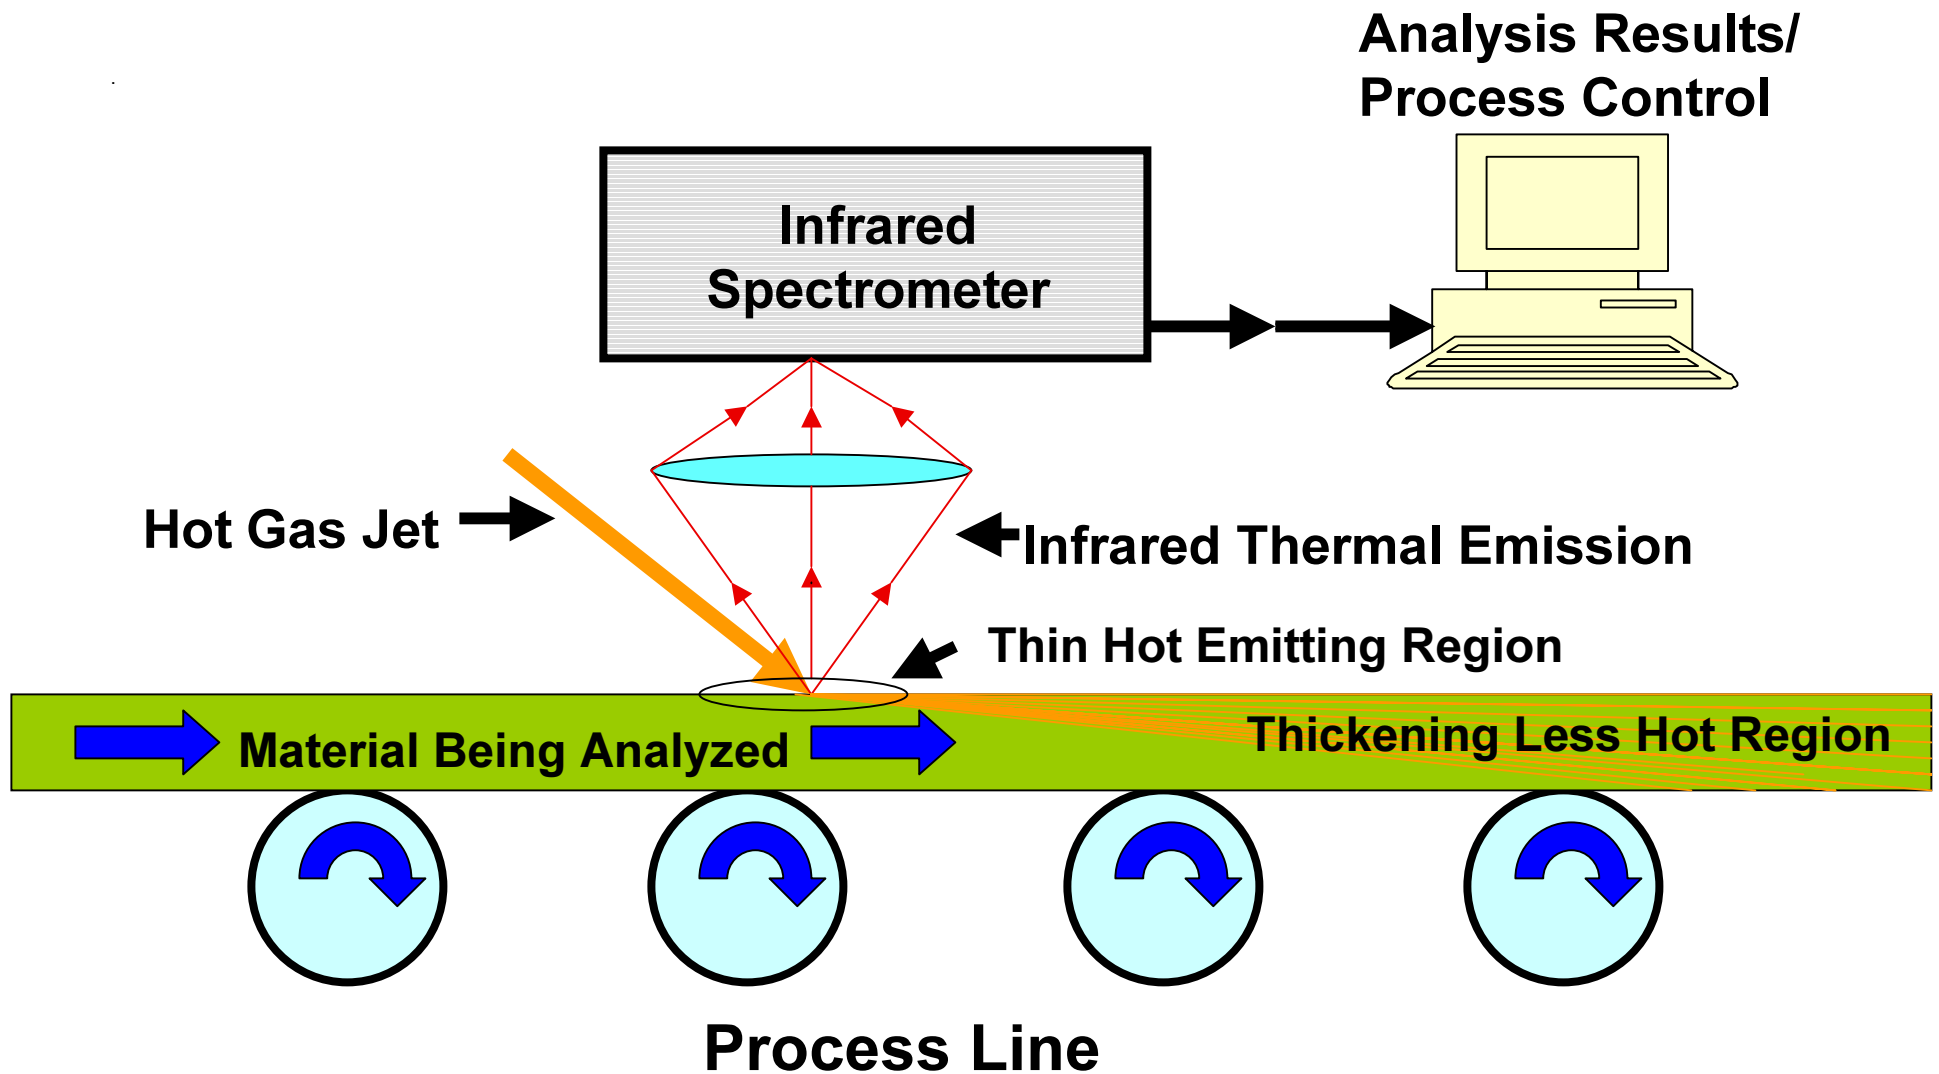 Analysis Results/
Process Control
Infrared
Spectrometer
Hot Gas Jet
Infrared Thermal Emission
Thin Hot Emitting Region
Thickening Less Hot Region
Material Being Analyzed
Process Line